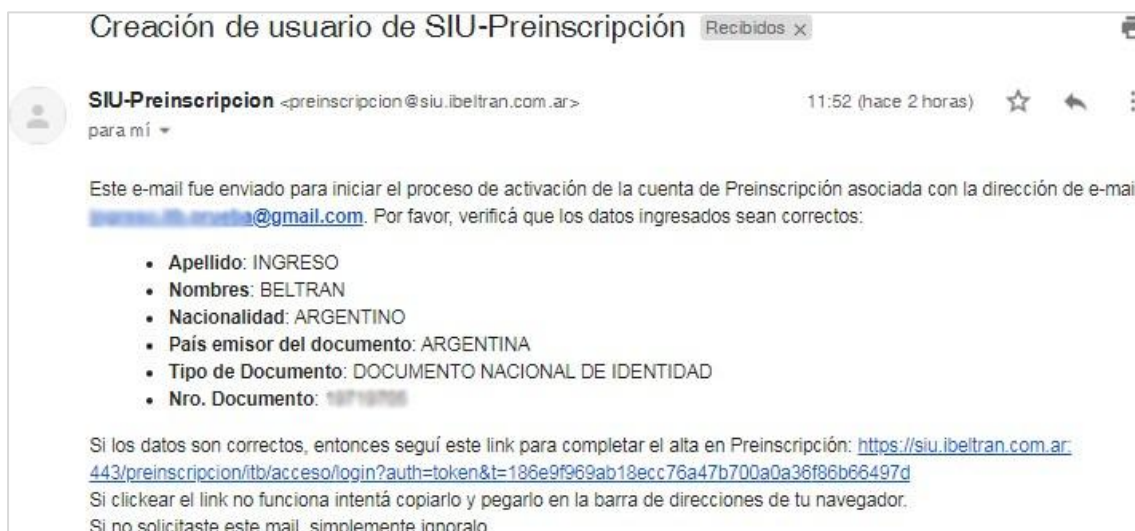 Creación de usuario de SIU-Preinscripción Recibidos x
SIU-Preinscripcion <preinscripcion@siu.ibeltran.com.ar> 11:52 (hace 2 horas)
para mí
Este e-mail fue enviado para iniciar el proceso de activación de la cuenta de Preinscripción asociada con la dirección de e-mail
@gmail.com. Por favor, verificá que los datos ingresados sean correctos:
• Apellido: INGRESO
• Nombres: BELTRAN
• Nacionalidad: ARGENTINO
• País emisor del documento: ARGENTINA
• Tipo de Documento: DOCUMENTO NACIONAL DE IDENTIDAD
• Nro. Documento:
Si los datos son correctos, entonces seguí este link para completar el alta en Preinscripción: https://siu.ibeltran.com.ar:
443/preinscripcion/itb/acceso/login?auth=token&t=186e9f969ab18ecc76a47b700a0a36f86b66497d
Si clickear el link no funciona intentá copiarlo y pegarlo en la barra de direcciones de tu navegador.
Si no solicitaste este mail, simplemente ignoralo